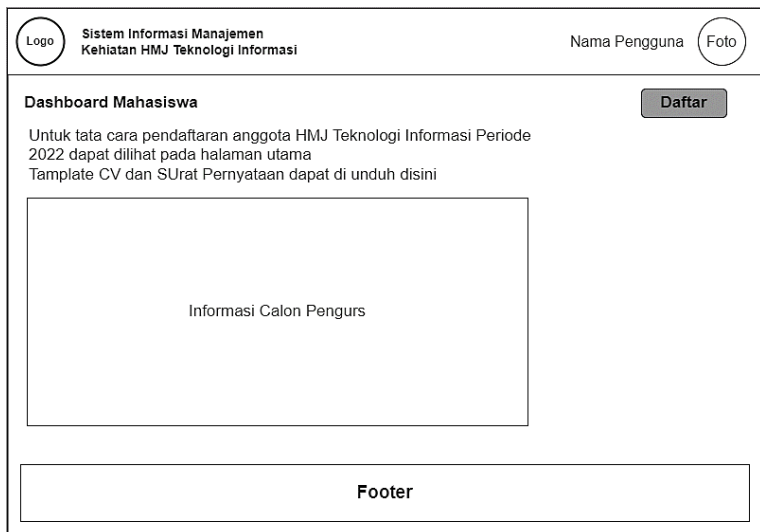 Logo
Sistem Informasi Manajemen
Kehiatan HMJ Teknologi Informasi
Nama Pengguna
Foto
Dashboard Mahasiswa
Daftar
Untuk tata cara pendaftaran anggota HMJ Teknologi Informasi Periode
2022 dapat dilihat pada halaman utama
Tamplate CV dan SUrat Pernyataan dapat di unduh disini
Informasi Calon Pengurs
Footer